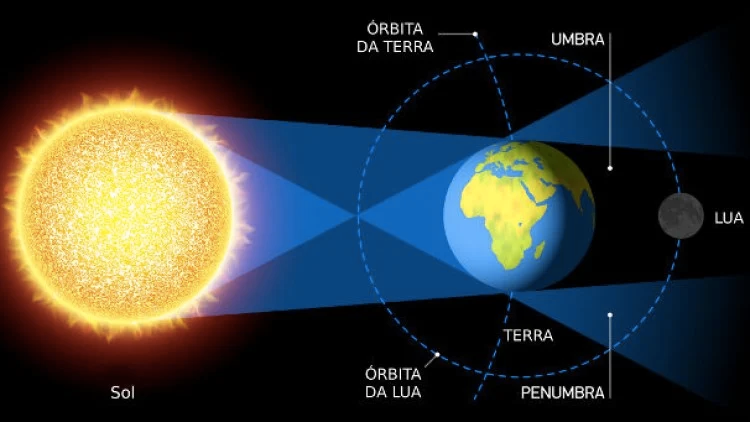 ÓRBITA
DA TERRA
UMBRA
LUA
TERRA
ÓRBITA
DA LUA
PENUMBRA
Sol